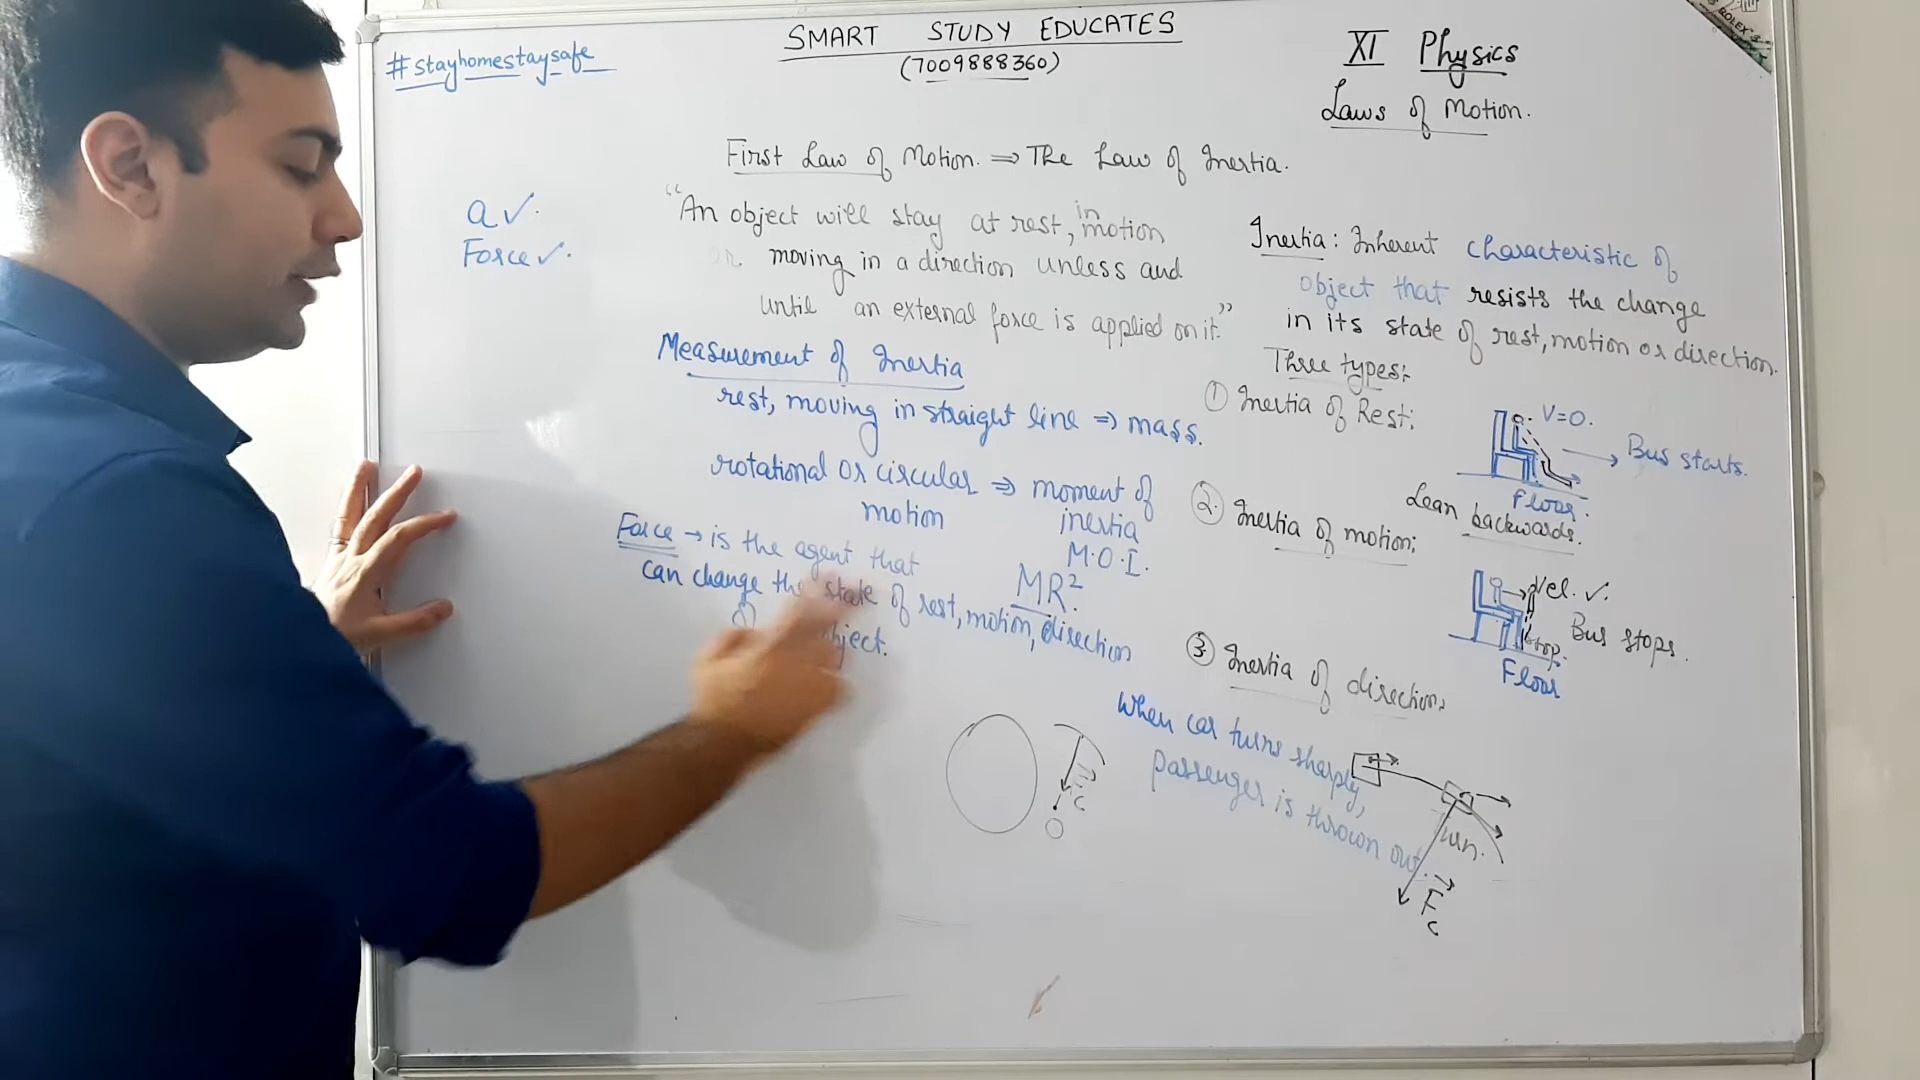 #stayhomestaysafe
SMART STUDY EDUCATES
(7009888360)
XI Physics
Laws of Motion.
ROLEX
First Law of Motion. ⇒ The Law of Inertia.
a ✓.
Force ✓.
"An object will stay at rest, in motion
or moving in a direction unless and
until an external force is applied on it."
Measurement of Inertia
rest, moving in straight line ⇒ mass.
rotational or circular ⇒ moment of
motion inertia
M.O.I.
MR².
Force → is the agent that
can change the state of rest, motion, direction
of object.
Inertia: Inherent characteristic of
object that resists the change
in its state of rest, motion or direction.
Three types:
① Inertia of Rest:
V=0.
Bus starts.
Floor.
Lean backwards.
② Inertia of motion:
Vel. ✓.
Bus stops.
stop.
Floor
③ Inertia of direction:
When car turns sharply,
passenger is thrown out.
turn.
Fc
Fc